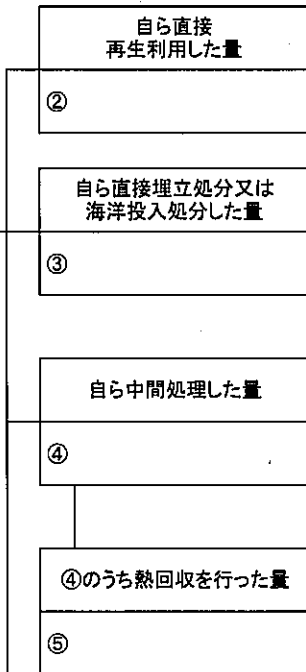 自ら直接
再生利用した量
②
自ら直接埋立処分又は
海洋投入処分した量
③
自ら中間処理した量
④
④のうち熱回収を行った量
⑤